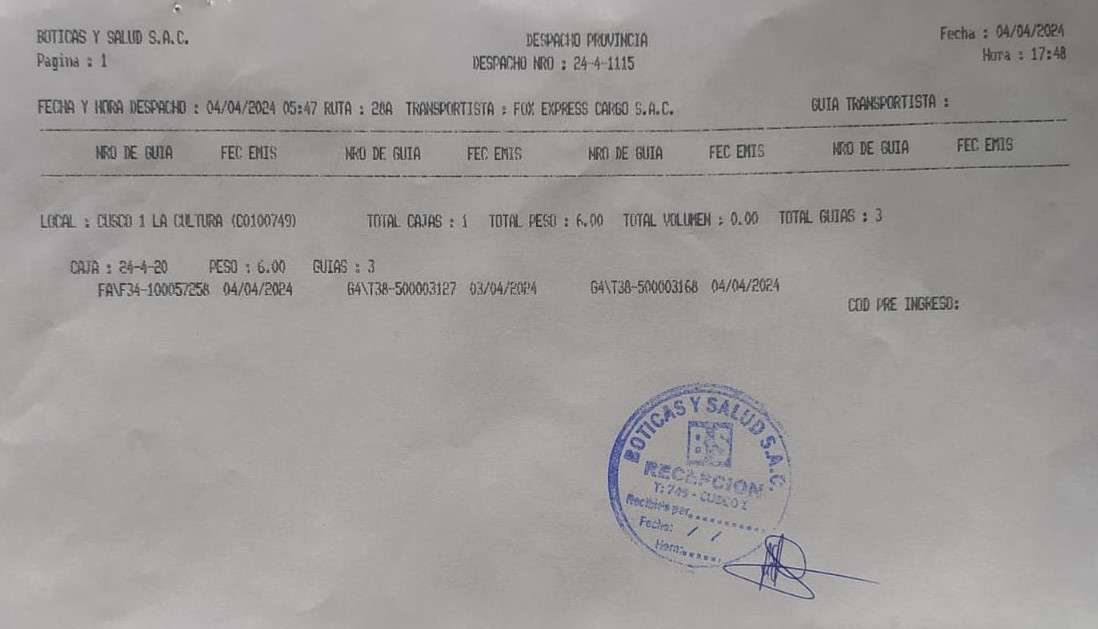 BOTICAS Y SALUD S.A.C. DESPACHO PROVINCIA Fecha : 04/04/2024
Pagina : 1 DESPACHO NRO : 24-4-1115 Hora : 17:48
FECHA Y HORA DESPACHO : 04/04/2024 05:47 RUTA : 28A TRANSPORTISTA : FOX EXPRESS CARGO S.A.C. GUIA TRANSPORTISTA :
NRO DE GUIA FEC EMIS NRO DE GUIA FEC EMIS NRO DE GUIA FEC EMIS NRO DE GUIA FEC EMIS
LOCAL : CUSCO 1 LA CULTURA (C0100749) TOTAL CAJAS : 1 TOTAL PESO : 6.00 TOTAL VOLUMEN : 0.00 TOTAL GUIAS : 3
CAJA : 24-4-20 PESO : 6.00 GUIAS : 3
FA\F34-100057258 04/04/2024 G4\T38-500003127 03/04/2024 G4\T38-500003168 04/04/2024
COD PRE INGRESO:
BOTICAS Y SALUD S.A.C.
BS
RECEPCION
T: 749 - CUSCO I
por
Fecha: / /
Hora: